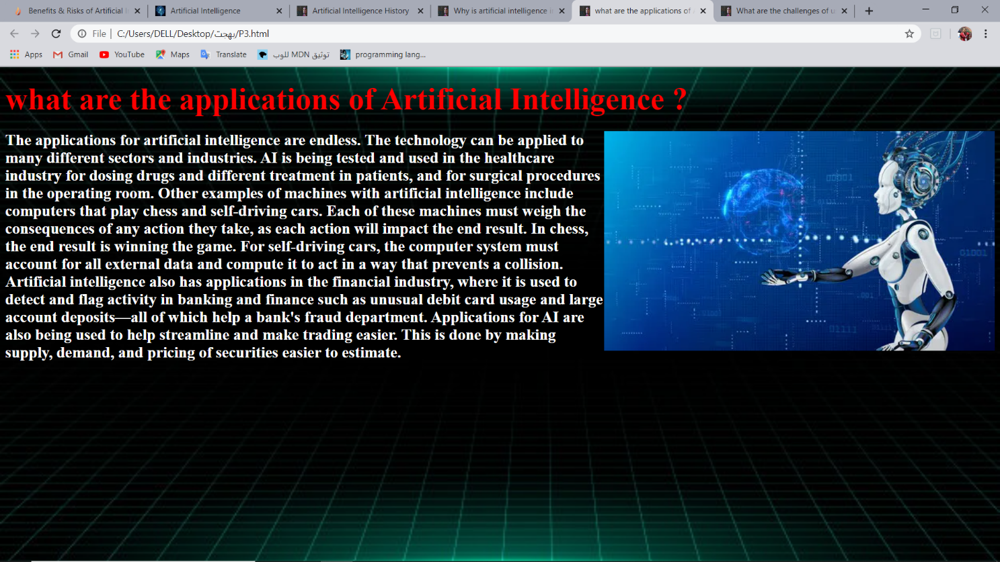 Benefits & Risks of Artificial I
Artificial Intelligence
Artificial Intelligence History
Why is artificial intelligence i
what are the applications of A
What are the challenges of u
File
C:/Users/DELL/Desktop/بهجت/P3.html
Apps
Gmail
YouTube
Maps
Translate
توثيق MDN للوب
programming lang...
what are the applications of Artificial Intelligence ?
The applications for artificial intelligence are endless. The technology can be applied to
many different sectors and industries. AI is being tested and used in the healthcare
industry for dosing drugs and different treatment in patients, and for surgical procedures
in the operating room. Other examples of machines with artificial intelligence include
computers that play chess and self-driving cars. Each of these machines must weigh the
consequences of any action they take, as each action will impact the end result. In chess,
the end result is winning the game. For self-driving cars, the computer system must
account for all external data and compute it to act in a way that prevents a collision.
Artificial intelligence also has applications in the financial industry, where it is used to
detect and flag activity in banking and finance such as unusual debit card usage and large
account deposits—all of which help a bank's fraud department. Applications for AI are
also being used to help streamline and make trading easier. This is done by making
supply, demand, and pricing of securities easier to estimate.